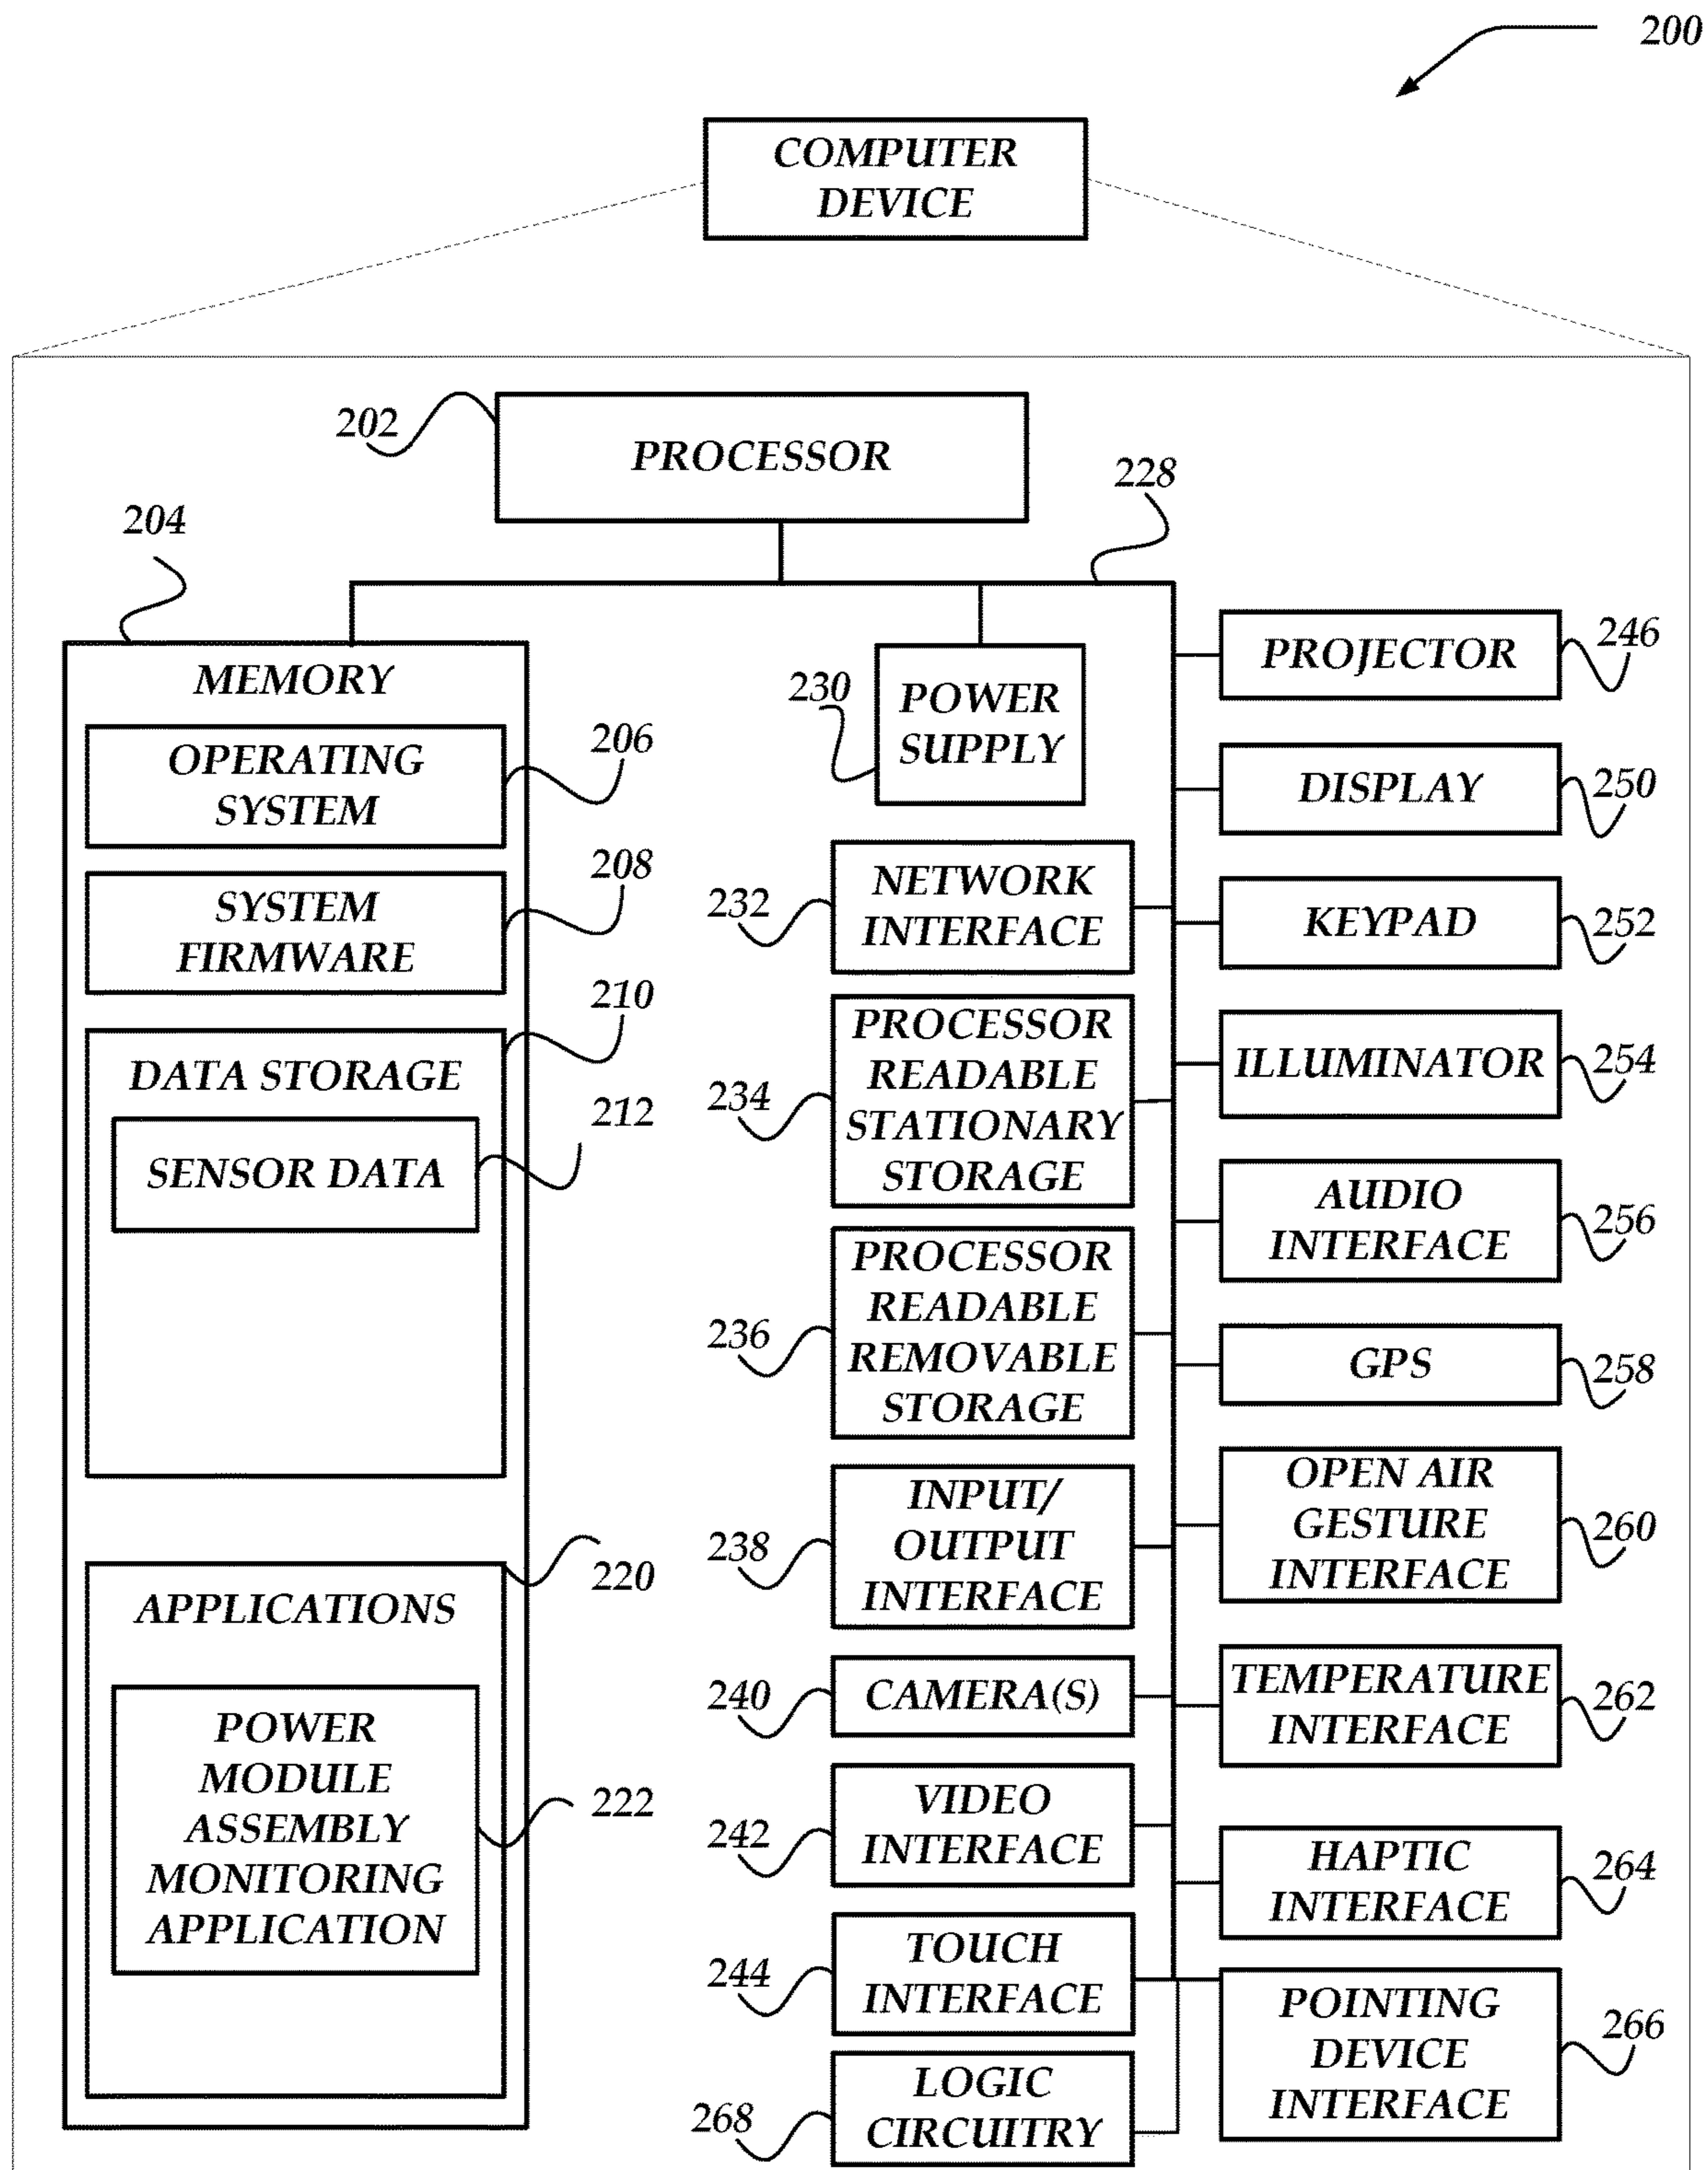 200
COMPUTER
DEVICE
202
PROCESSOR
228
204
MEMORY
OPERATING
SYSTEM
206
SYSTEM
FIRMWARE
208
210
DATA STORAGE
212
SENSOR DATA
220
APPLICATIONS
POWER
MODULE
ASSEMBLY
MONITORING
APPLICATION
222
230
POWER
SUPPLY
232
NETWORK
INTERFACE
234
PROCESSOR
READABLE
STATIONARY
STORAGE
236
PROCESSOR
READABLE
REMOVABLE
STORAGE
238
INPUT/
OUTPUT
INTERFACE
240
CAMERA(S)
242
VIDEO
INTERFACE
244
TOUCH
INTERFACE
268
LOGIC
CIRCUITRY
PROJECTOR
246
DISPLAY
250
KEYPAD
252
ILLUMINATOR
254
AUDIO
INTERFACE
256
GPS
258
OPEN AIR
GESTURE
INTERFACE
260
TEMPERATURE
INTERFACE
262
HAPTIC
INTERFACE
264
POINTING
DEVICE
INTERFACE
266